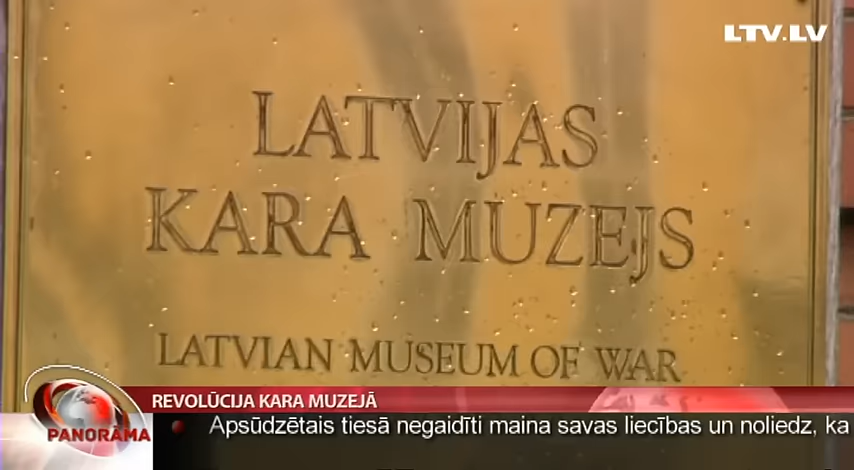 LTV.LV
LATVIJAS
KARA MUZEJS
LATVIAN MUSEUM OF WAR
REVOLŪCIJA KARA MUZEJĀ
PANORĀMA
Apsūdzētais tiesā negaidīti maina savas liecības un noliedz, ka